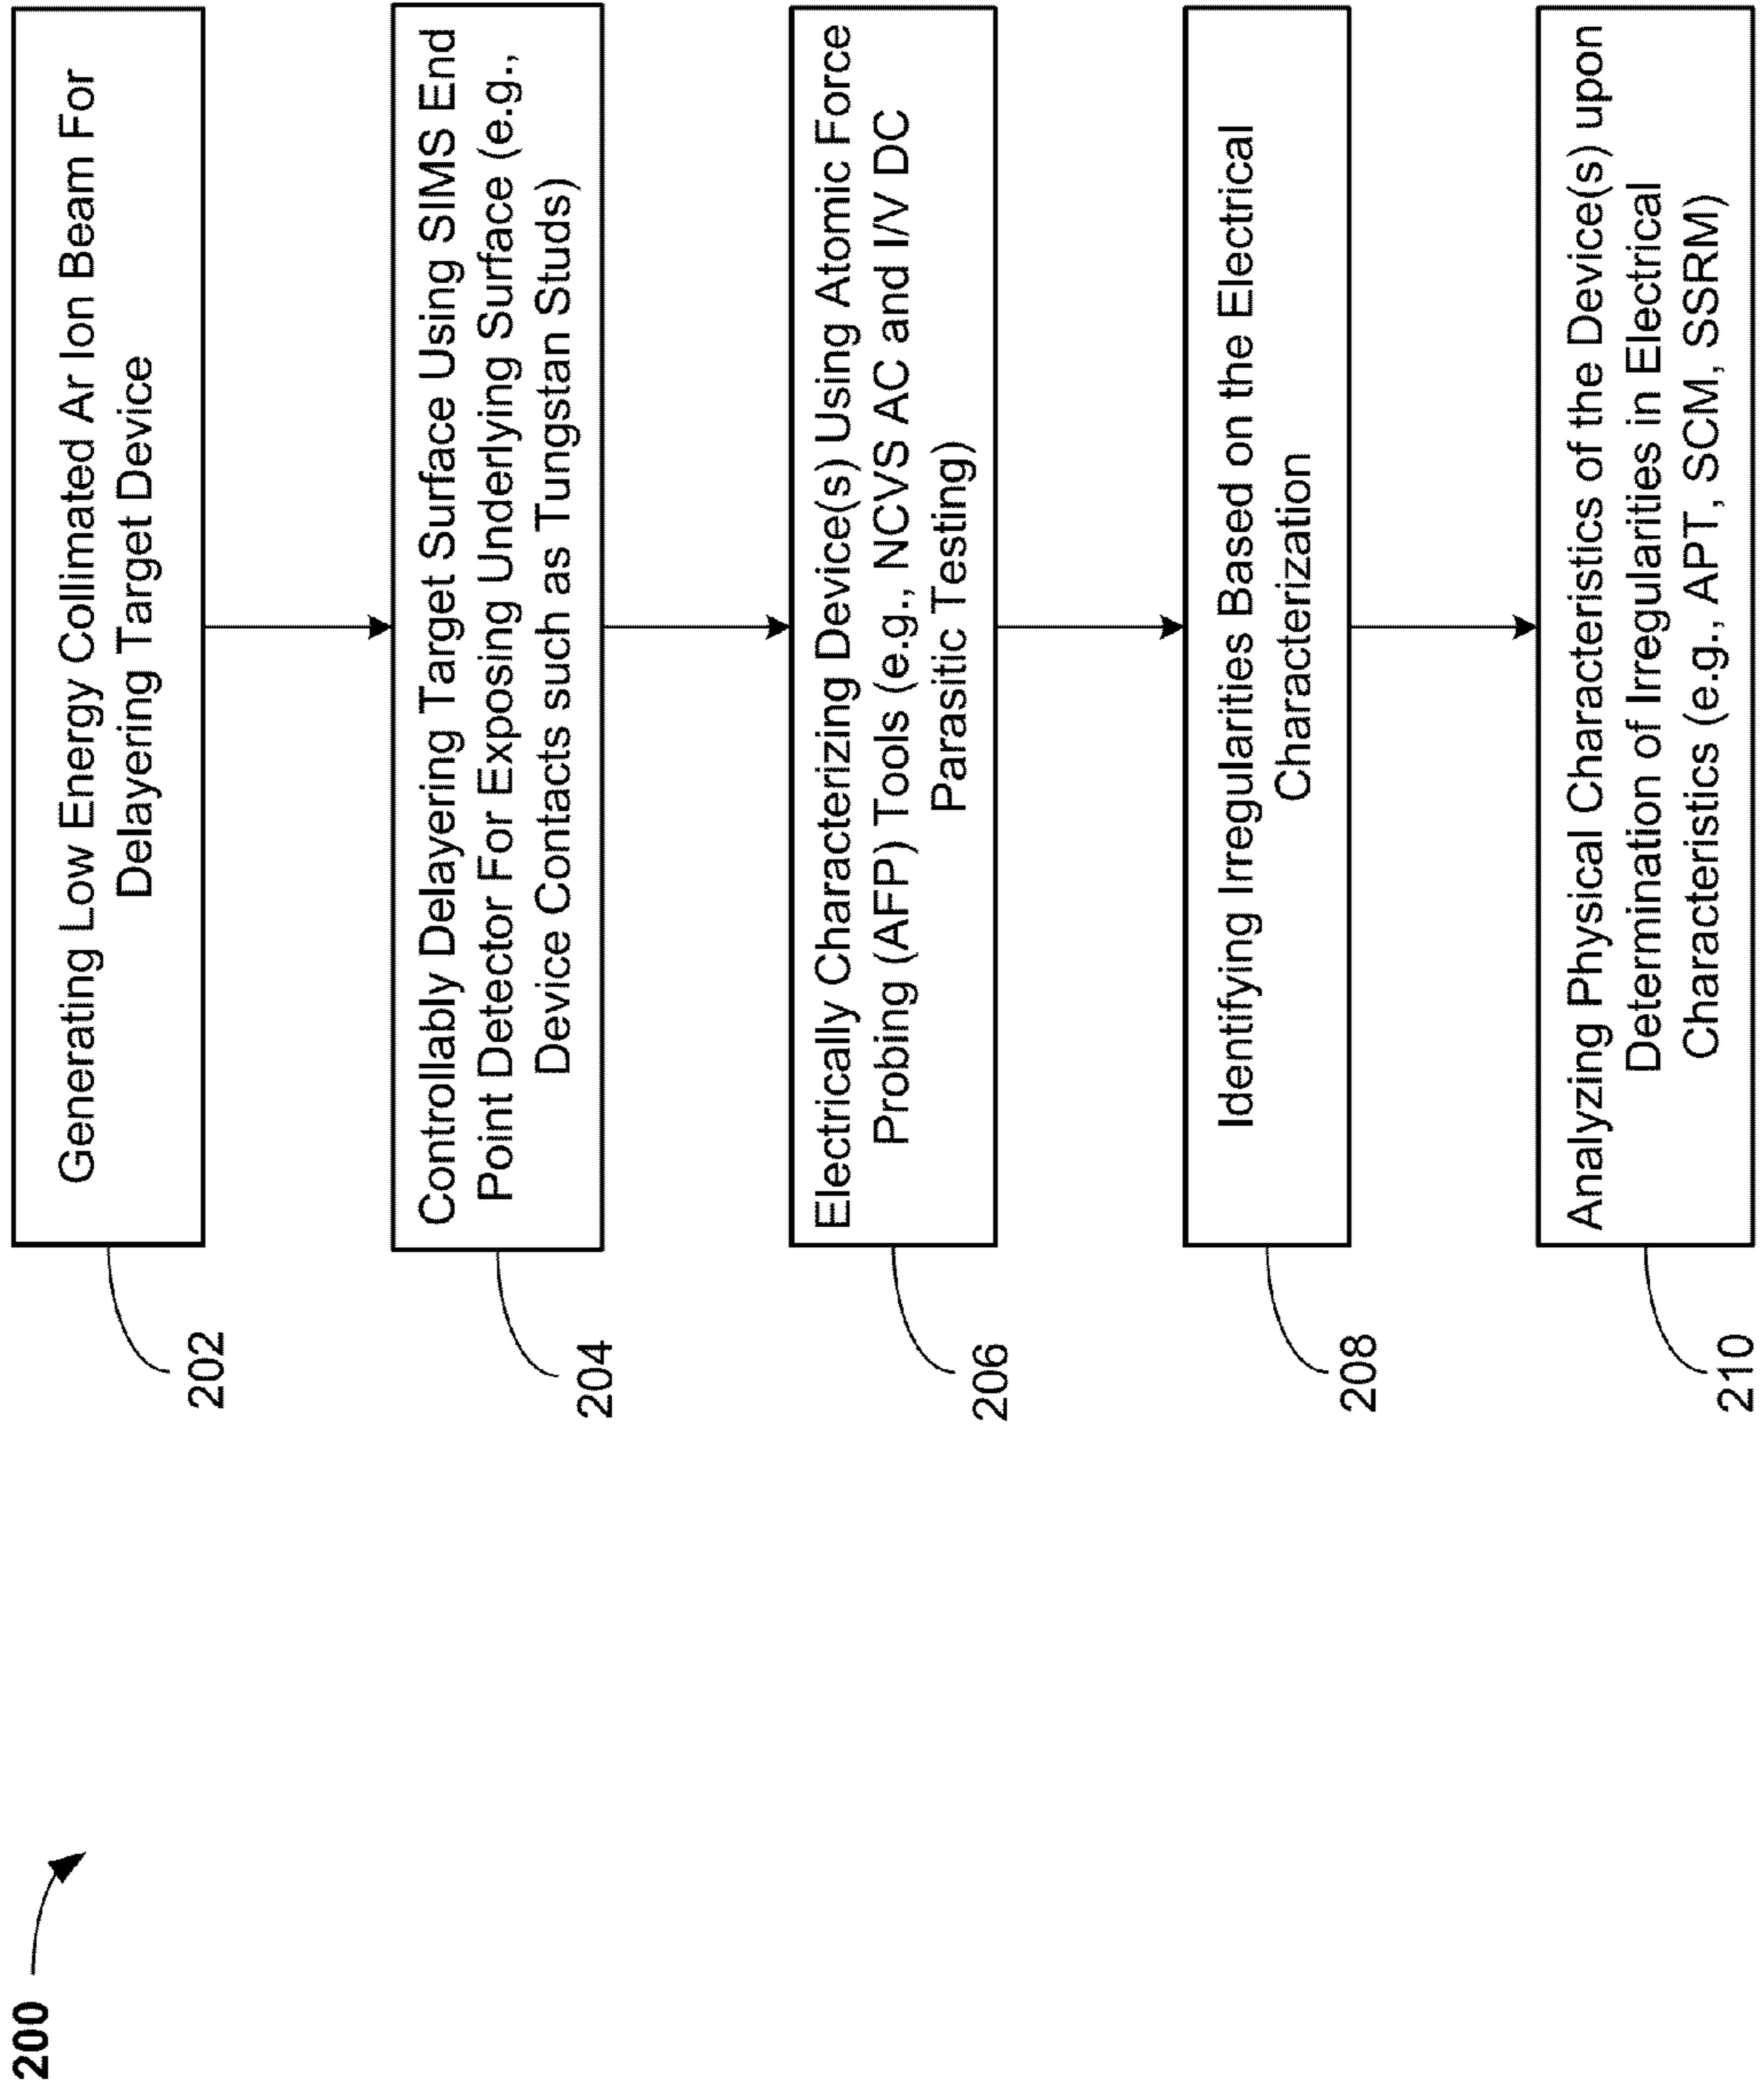 200
202
Generating Low Energy Collimated Ar Ion Beam For
Delayering Target Device
204
Controllably Delayering Target Surface Using SIMS End
Point Detector For Exposing Underlying Surface (e.g.,
Device Contacts such as Tungstan Studs)
206
Electrically Characterizing Device(s) Using Atomic Force
Probing (AFP) Tools (e.g., NCVS AC and I/V DC
Parasitic Testing)
208
Identifying Irregularities Based on the Electrical
Characterization
210
Analyzing Physical Characteristics of the Device(s) upon
Determination of Irregularities in Electrical
Characteristics (e.g., APT, SCM, SSRM)